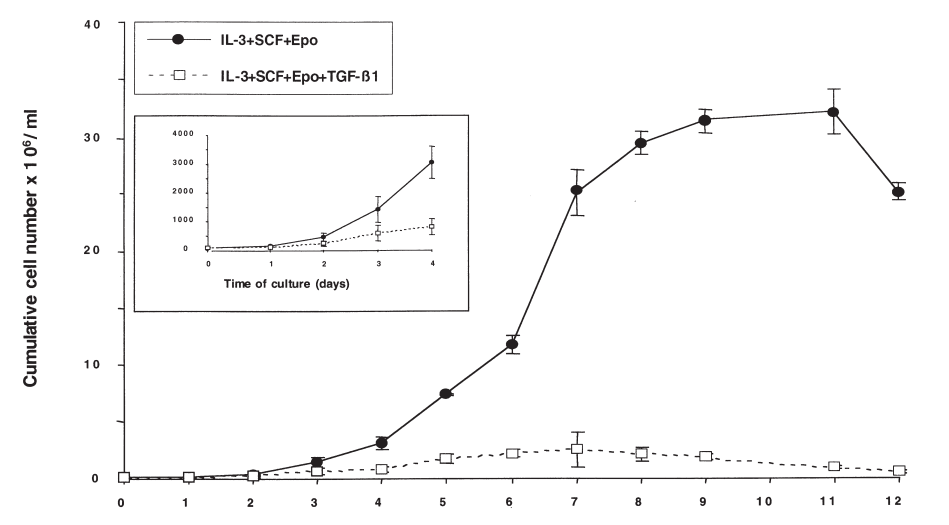 40
30
20
10
0
Cumulative cell number x 10⁶/ ml
IL-3+SCF+Epo
IL-3+SCF+Epo+TGF-ß1
4000
3000
2000
1000
0
0 1 2 3 4
Time of culture (days)
0 1 2 3 4 5 6 7 8 9 10 11 12